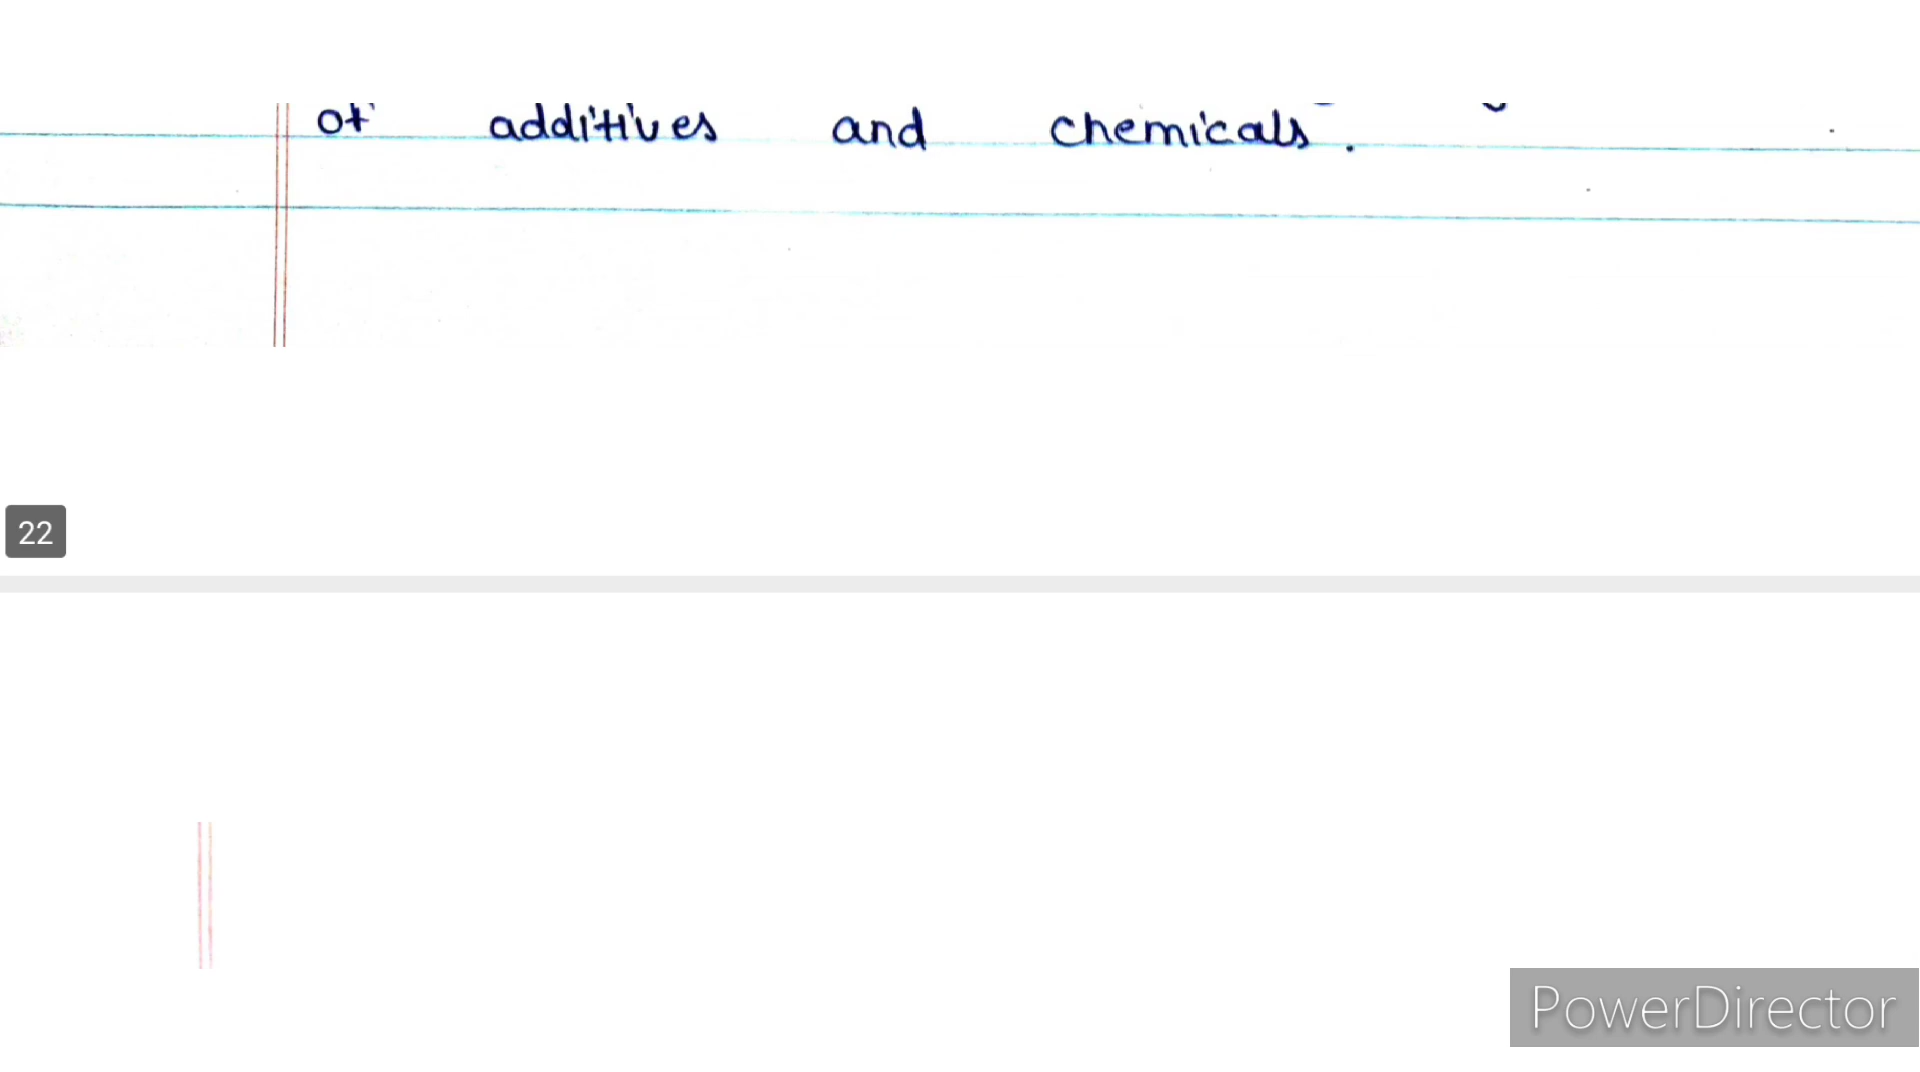 of additives and chemicals.
22
PowerDirector